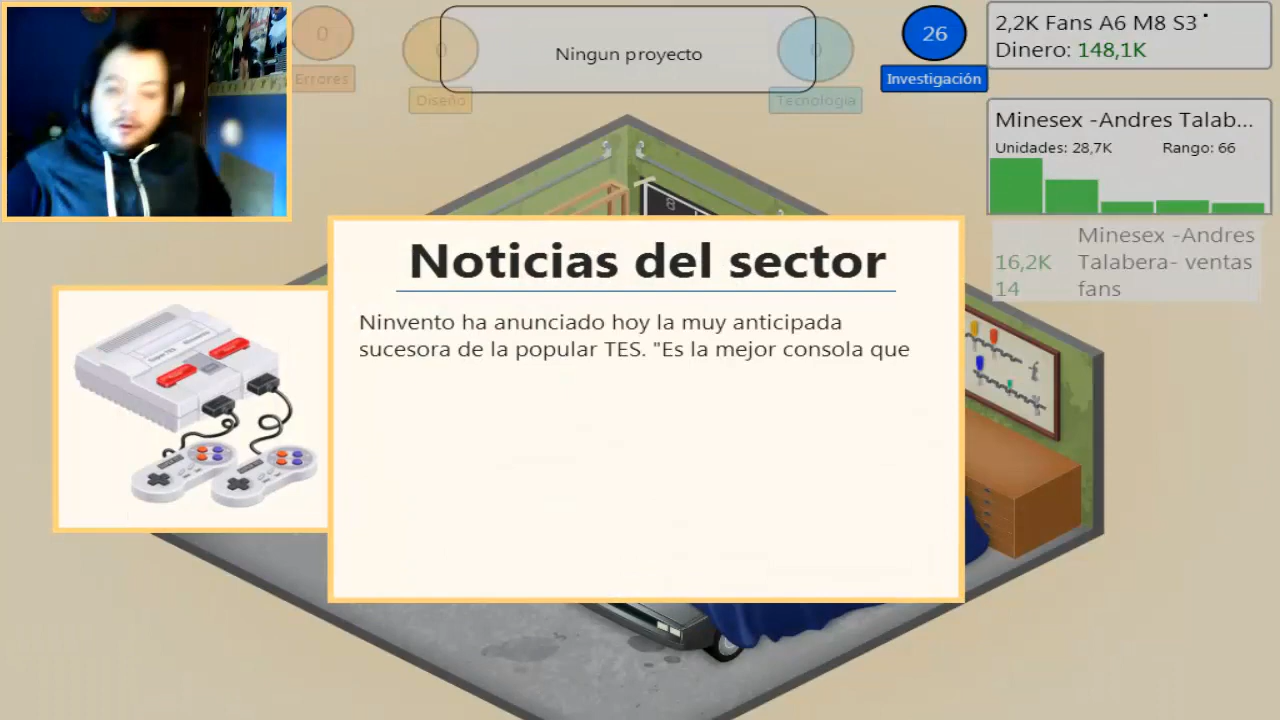 0
Errores
0
Diseño
Ningun proyecto
0
Tecnología
26
Investigación
2,2K Fans A6 M8 S3
Dinero: 148,1K
Minesex -Andres Talab...
Unidades: 28,7K Rango: 66
Minesex -Andres
16,2K Talabera- ventas
14 fans
Noticias del sector
Ninvento ha anunciado hoy la muy anticipada
sucesora de la popular TES. "Es la mejor consola que